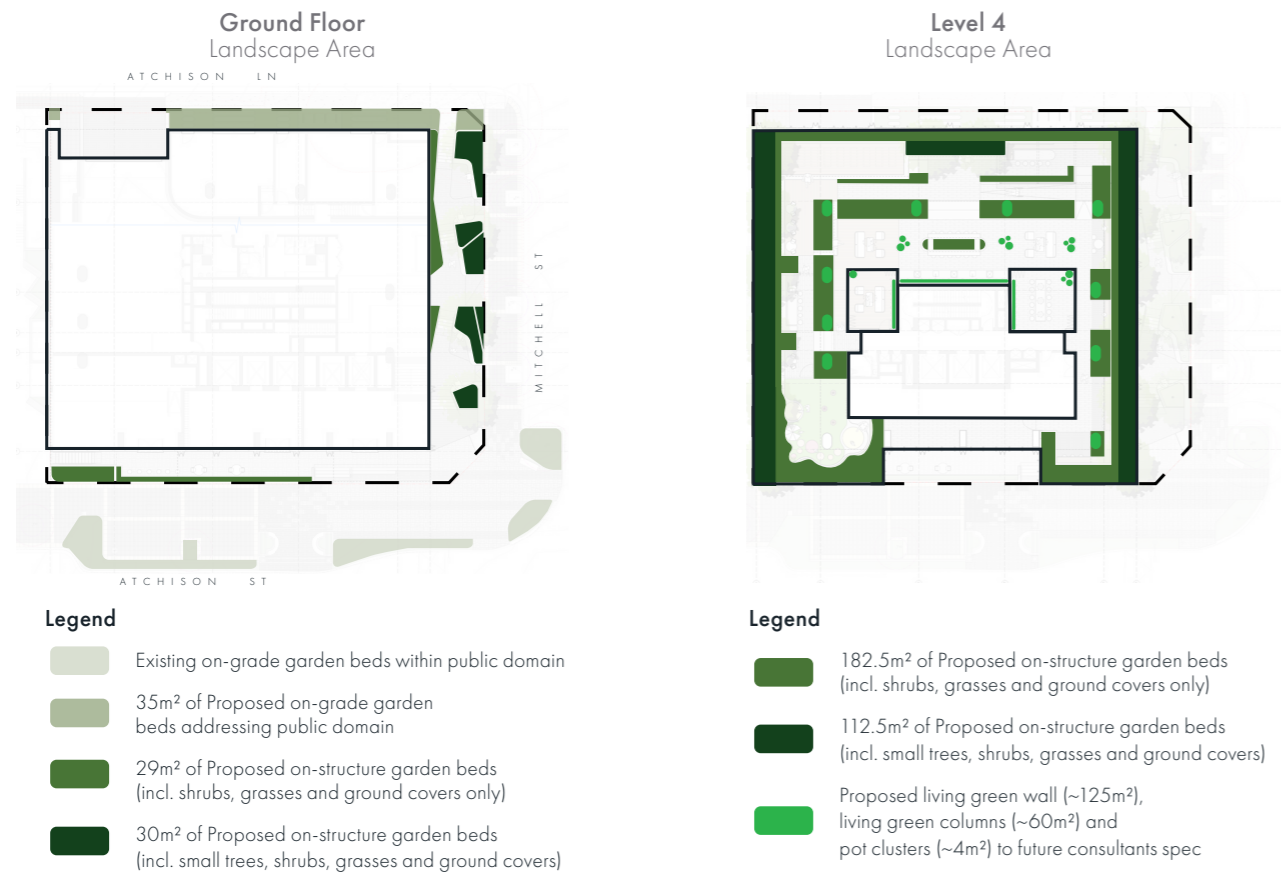 Ground Floor
Landscape Area
ATCHISON LN
MITCHELL ST
ATCHISON ST
Legend
Existing on-grade garden beds within public domain
35m² of Proposed on-grade garden
beds addressing public domain
29m² of Proposed on-structure garden beds
(incl. shrubs, grasses and ground covers only)
30m² of Proposed on-structure garden beds
(incl. small trees, shrubs, grasses and ground covers)
Level 4
Landscape Area
Legend
182.5m² of Proposed on-structure garden beds
(incl. shrubs, grasses and ground covers only)
112.5m² of Proposed on-structure garden beds
(incl. small trees, shrubs, grasses and ground covers)
Proposed living green wall (~125m²),
living green columns (~60m²) and
pot clusters (~4m²) to future consultants spec